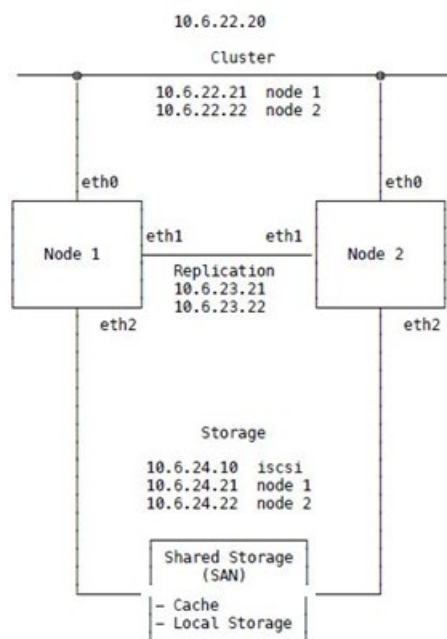 10.6.22.20
Cluster
10.6.22.21 node 1
10.6.22.22 node 2
eth0
eth0
eth1
eth1
Node 1
Node 2
Replication
10.6.23.21
10.6.23.22
eth2
eth2
Storage
10.6.24.10 iscsi
10.6.24.21 node 1
10.6.24.22 node 2
Shared Storage
(SAN)
– Cache
– Local Storage